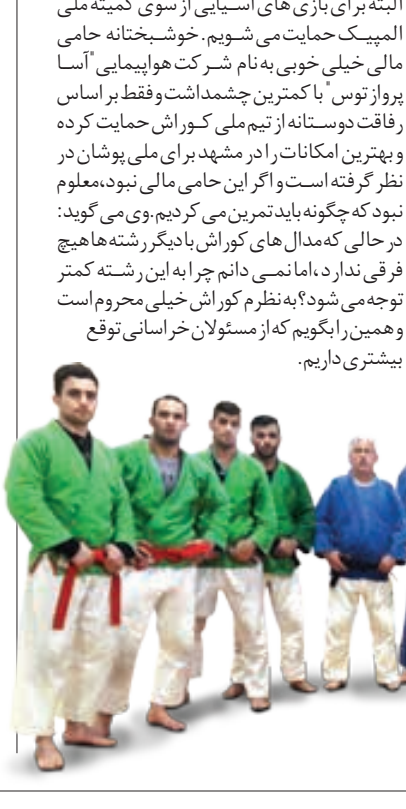 البته برای بازی های آسیایی از سوی کمیته ملی
المپیک حمایت می شویم. خوشبختانه حامی
مالی خیلی خوبی به نام شرکت هواپیمایی"آسا
پرواز توس" با کمترین چشمداشت وفقط بر اساس
رفاقت دوستانه از تیم ملی کوراش حمایت کرده
و بهترین امکانات را در مشهد برای ملی پوشان در
نظر گرفته است و اگر این حامی مالی نبود،معلوم
نبود که چگونه باید تمرین می کردیم.وی می گوید:
در حالی که مدال های کوراش با دیگر رشته ها هیچ
فرقی ندارد،اما نمی دانم چرا به این رشته کمتر
توجه می شود؟به نظرم کوراش خیلی محروم است
و همین را بگویم که از مسئولان خراسانی توقع
بیشتری داریم.